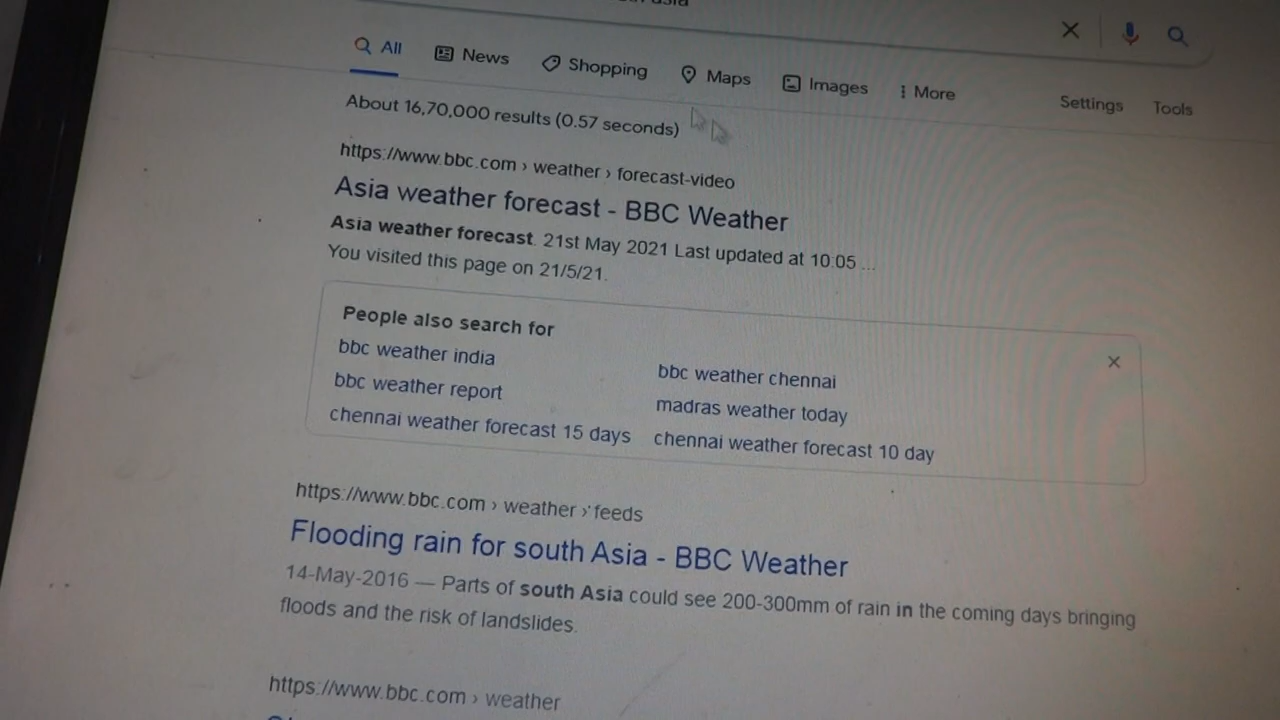 All News Shopping Maps Images More Settings Tools
About 16,70,000 results (0.57 seconds)
https://www.bbc.com › weather › forecast-video
Asia weather forecast - BBC Weather
Asia weather forecast. 21st May 2021 Last updated at 10:05 ...
You visited this page on 21/5/21.
People also search for
bbc weather india
bbc weather chennai
bbc weather report
madras weather today
chennai weather forecast 15 days
chennai weather forecast 10 day
https://www.bbc.com › weather › feeds
Flooding rain for south Asia - BBC Weather
14-May-2016 — Parts of south Asia could see 200-300mm of rain in the coming days bringing
floods and the risk of landslides.
https://www.bbc.com › weather